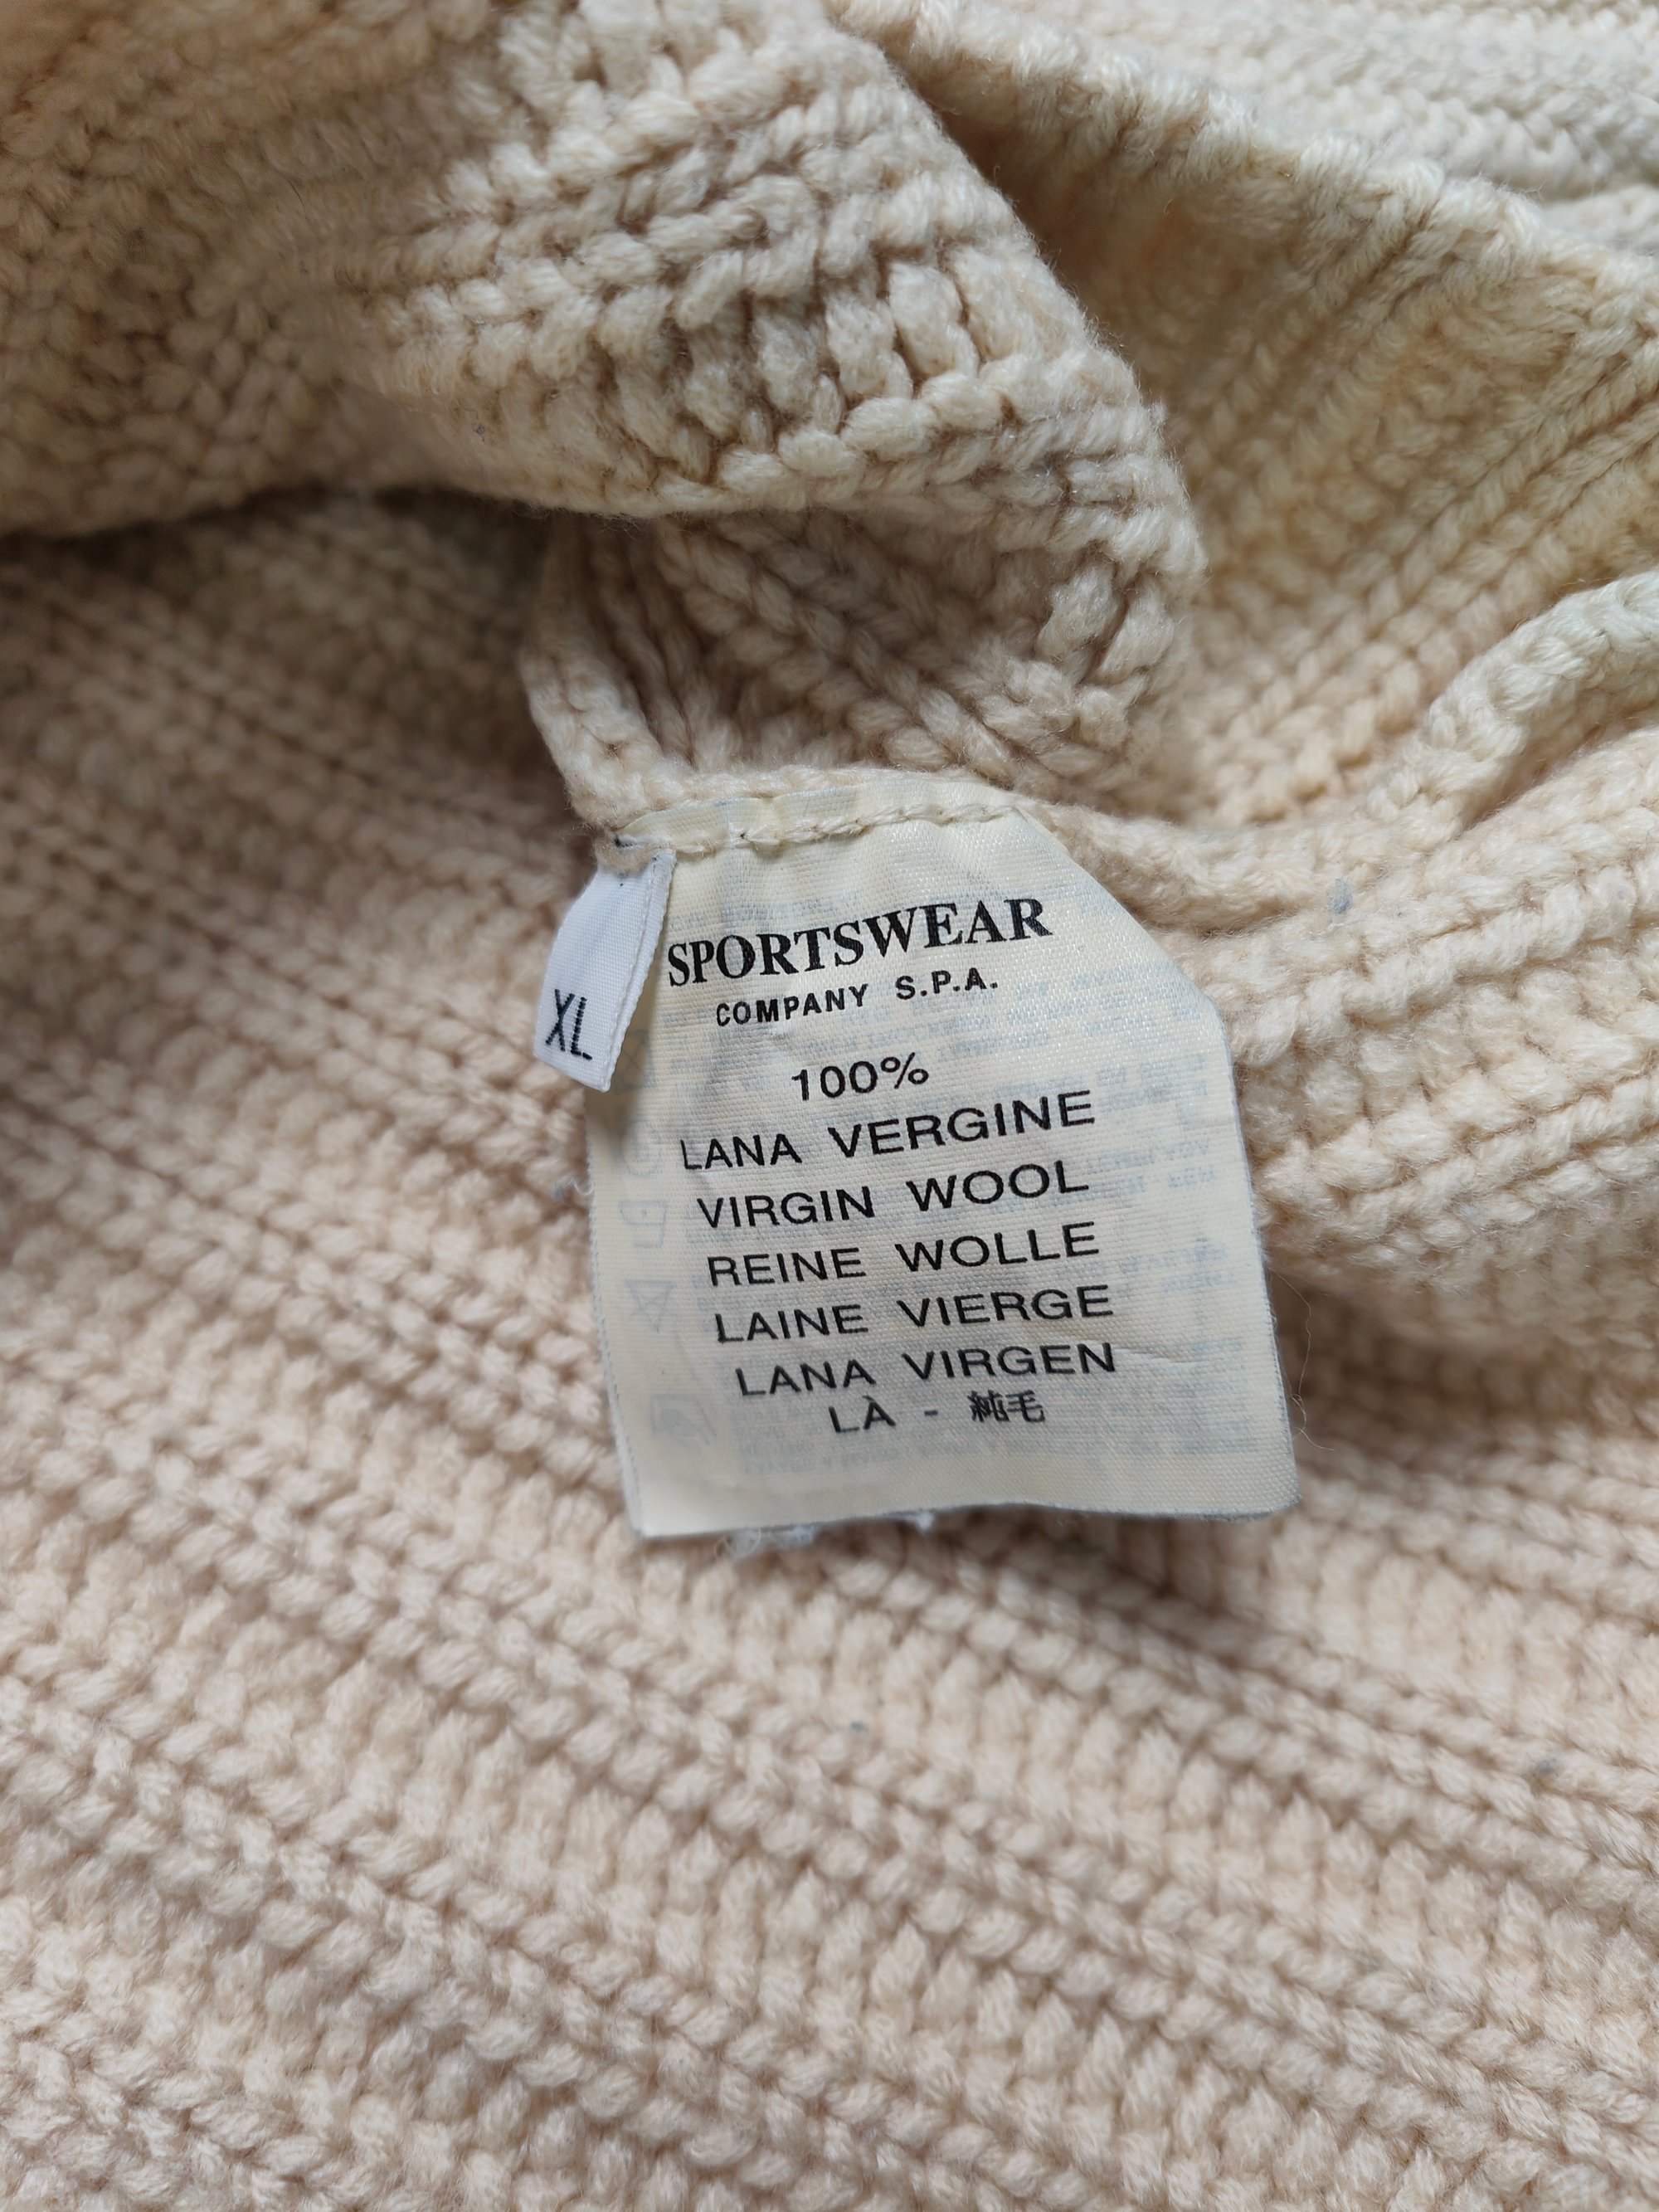 SPORTSWEAR
COMPANY S.P.A.
XL
100%
LANA VERGINE
VIRGIN WOOL
REINE WOLLE
LAINE VIERGE
LANA VIRGEN
LÀ - 純毛